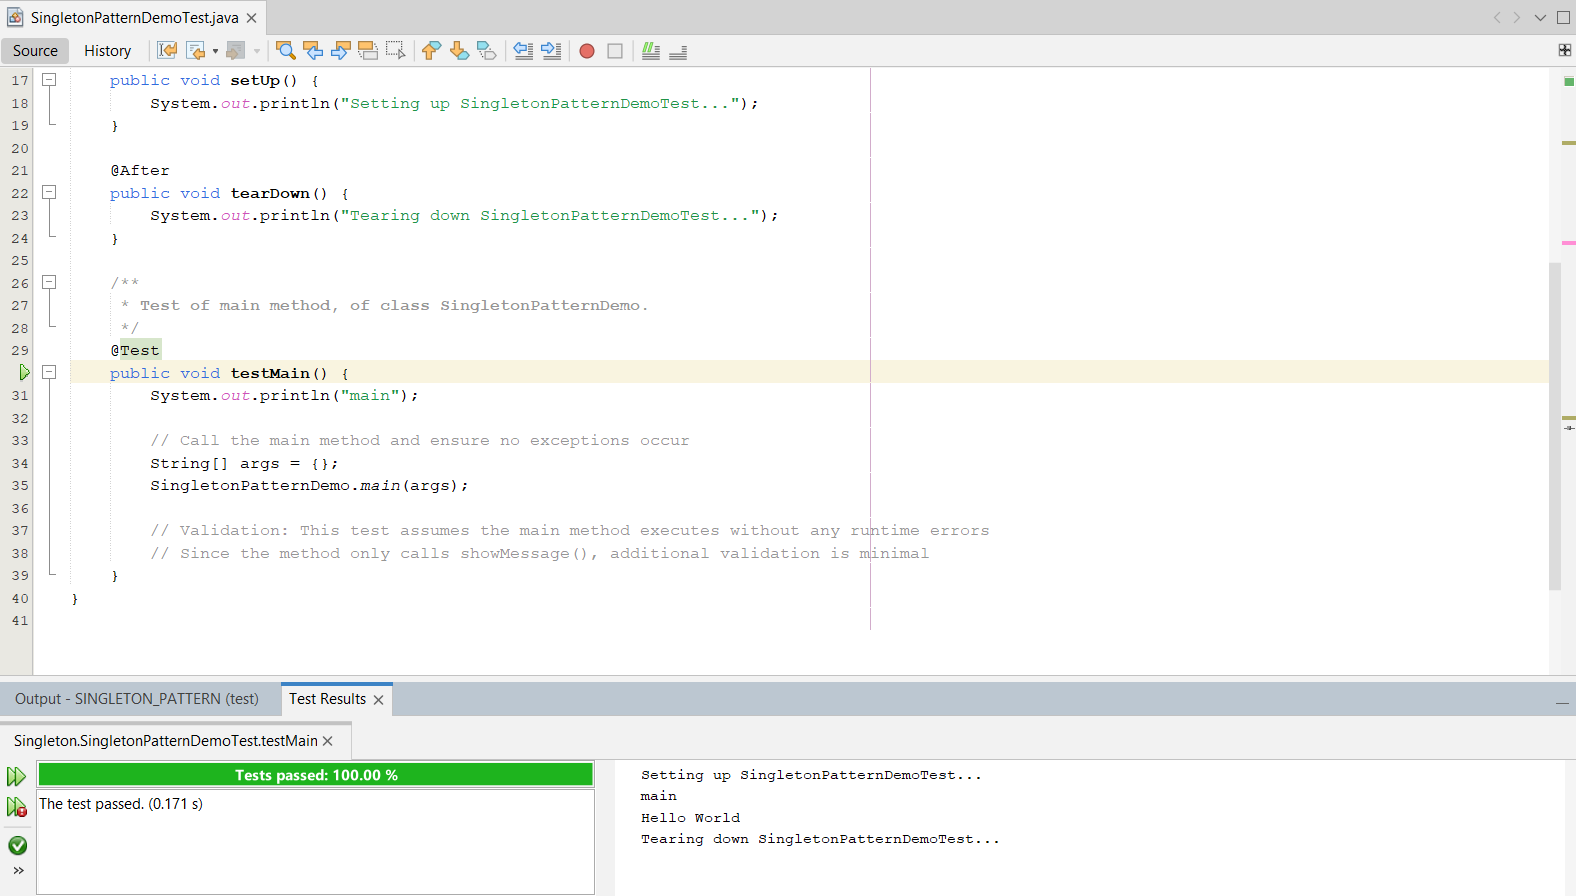 SingletonPatternDemoTest.java
Source History
17 public void setUp() {
18 System.out.println("Setting up SingletonPatternDemoTest...");
19 }
20
21 @After
22 public void tearDown() {
23 System.out.println("Tearing down SingletonPatternDemoTest...");
24 }
25
26 /**
27 * Test of main method, of class SingletonPatternDemo.
28 */
29 @Test
public void testMain() {
31 System.out.println("main");
32
33 // Call the main method and ensure no exceptions occur
34 String[] args = {};
35 SingletonPatternDemo.main(args);
36
37 // Validation: This test assumes the main method executes without any runtime errors
38 // Since the method only calls showMessage(), additional validation is minimal
39 }
40 }
41
Output - SINGLETON_PATTERN (test) Test Results
Singleton.SingletonPatternDemoTest.testMain
Tests passed: 100.00 %
The test passed. (0.171 s)
Setting up SingletonPatternDemoTest...
main
Hello World
Tearing down SingletonPatternDemoTest...